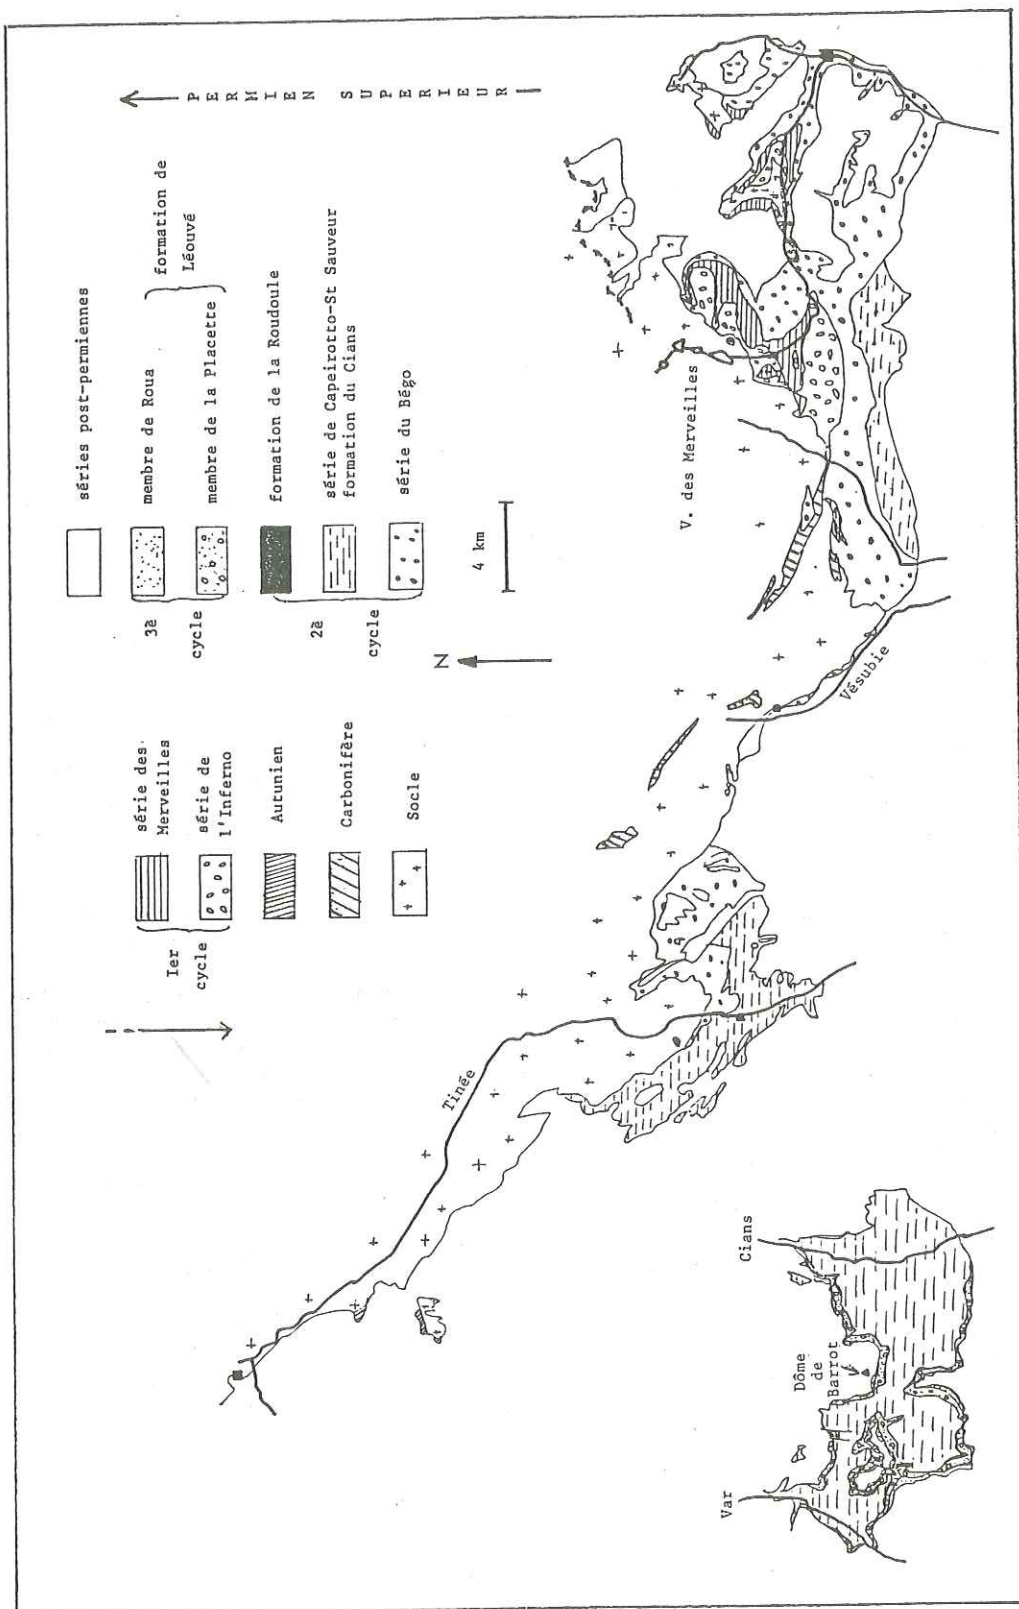 Ier
cycle
série des
Merveilles
série de
l'Inferno
Autunien
Carbonifère
Socle
séries post-permiennes
3è
cycle
membre de Roua
membre de la Placette
formation de
Léouvé
2è
cycle
formation de la Roudoule
série de Capeirotto-St Sauveur
formation du Cians
série du Bégo
PERMIEN SUPERIEUR
4 km
N
Tinée
Var
Dôme
de
Barrot
Cians
Vésubie
V. des Merveilles